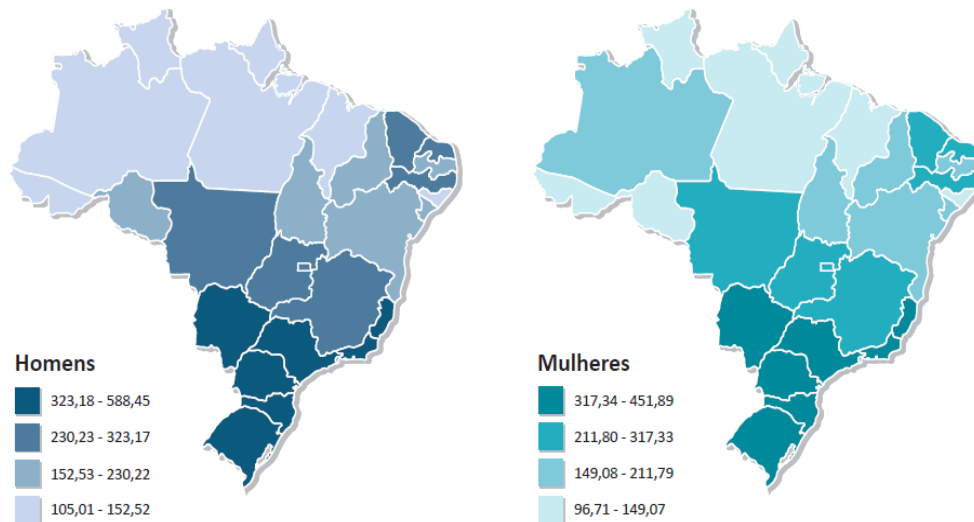 Homens
323,18 - 588,45
230,23 - 323,17
152,53 - 230,22
105,01 - 152,52
Mulheres
317,34 - 451,89
211,80 - 317,33
149,08 - 211,79
96,71 - 149,07